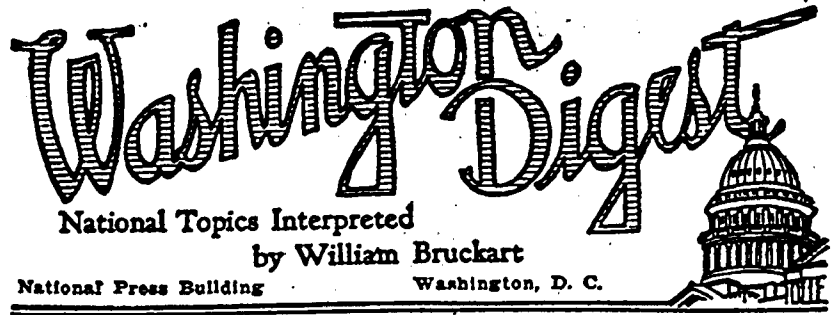 Washington Digest
National Topics Interpreted
by William Bruckart
National Press Building Washington, D. C.